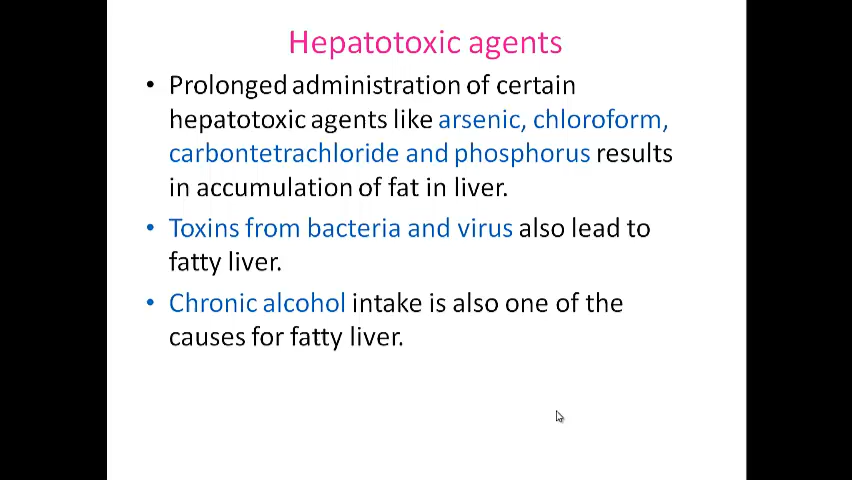 Hepatotoxic agents
• Prolonged administration of certain
hepatotoxic agents like arsenic, chloroform,
carbontetrachloride and phosphorus results
in accumulation of fat in liver.
• Toxins from bacteria and virus also lead to
fatty liver.
• Chronic alcohol intake is also one of the
causes for fatty liver.